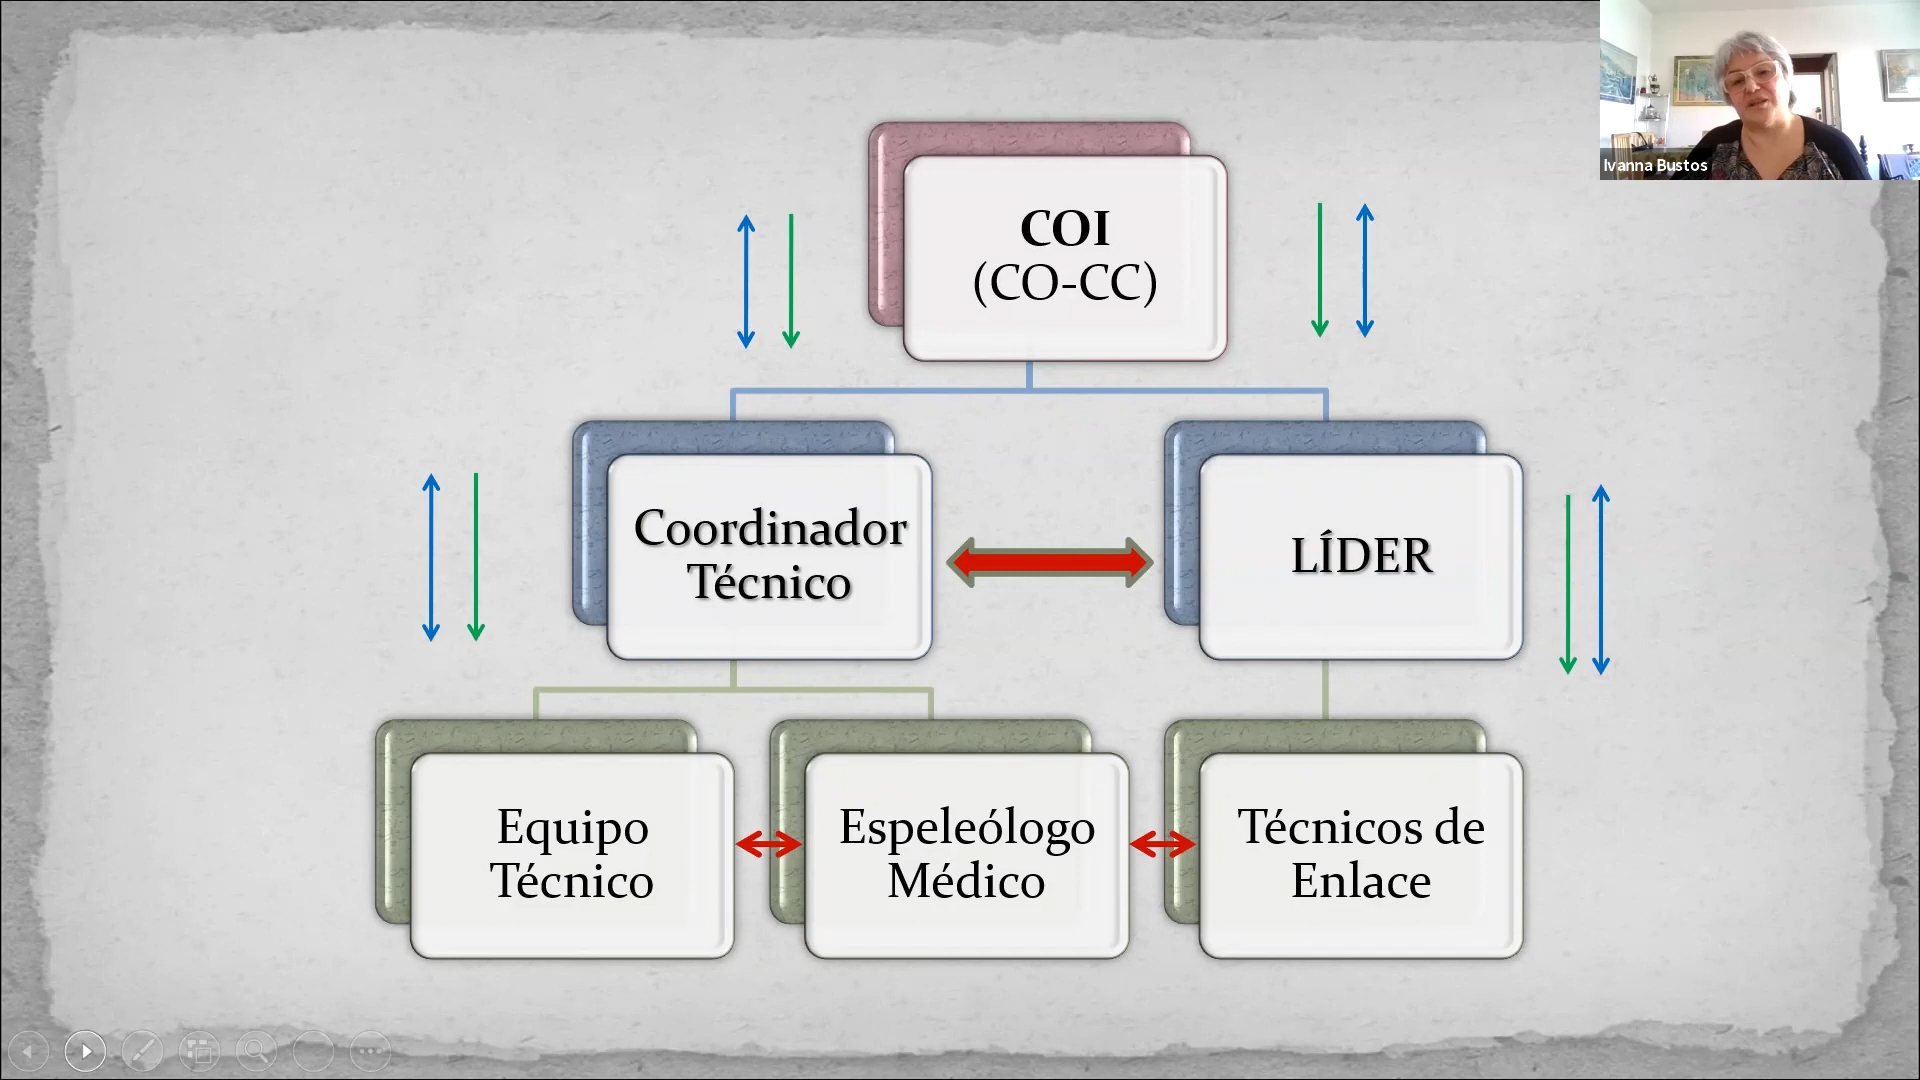 Ivanna Bustos
COI
(CO-CC)
Coordinador
Técnico
LÍDER
Equipo
Técnico
Espeleólogo
Médico
Técnicos de
Enlace